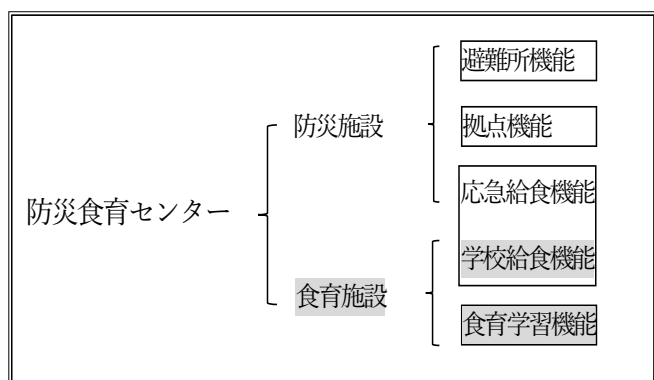 避難所機能
防災施設
拠点機能
応急給食機能
防災食育センター
学校給食機能
食育施設
食育学習機能